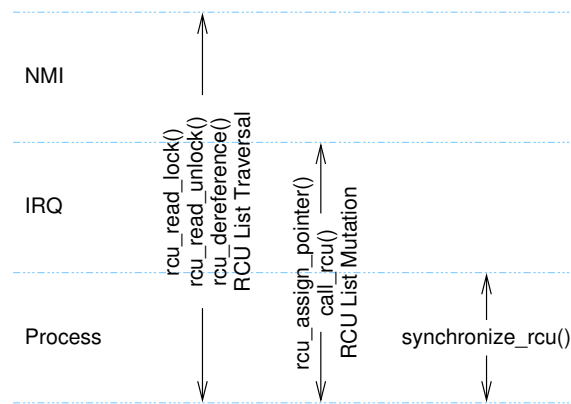 NMI
rcu_read_lock()
rcu_read_unlock()
rcu_dereference()
RCU List Traversal
IRQ
rcu_assign_pointer()
call_rcu()
RCU List Mutation
Process
synchronize_rcu()